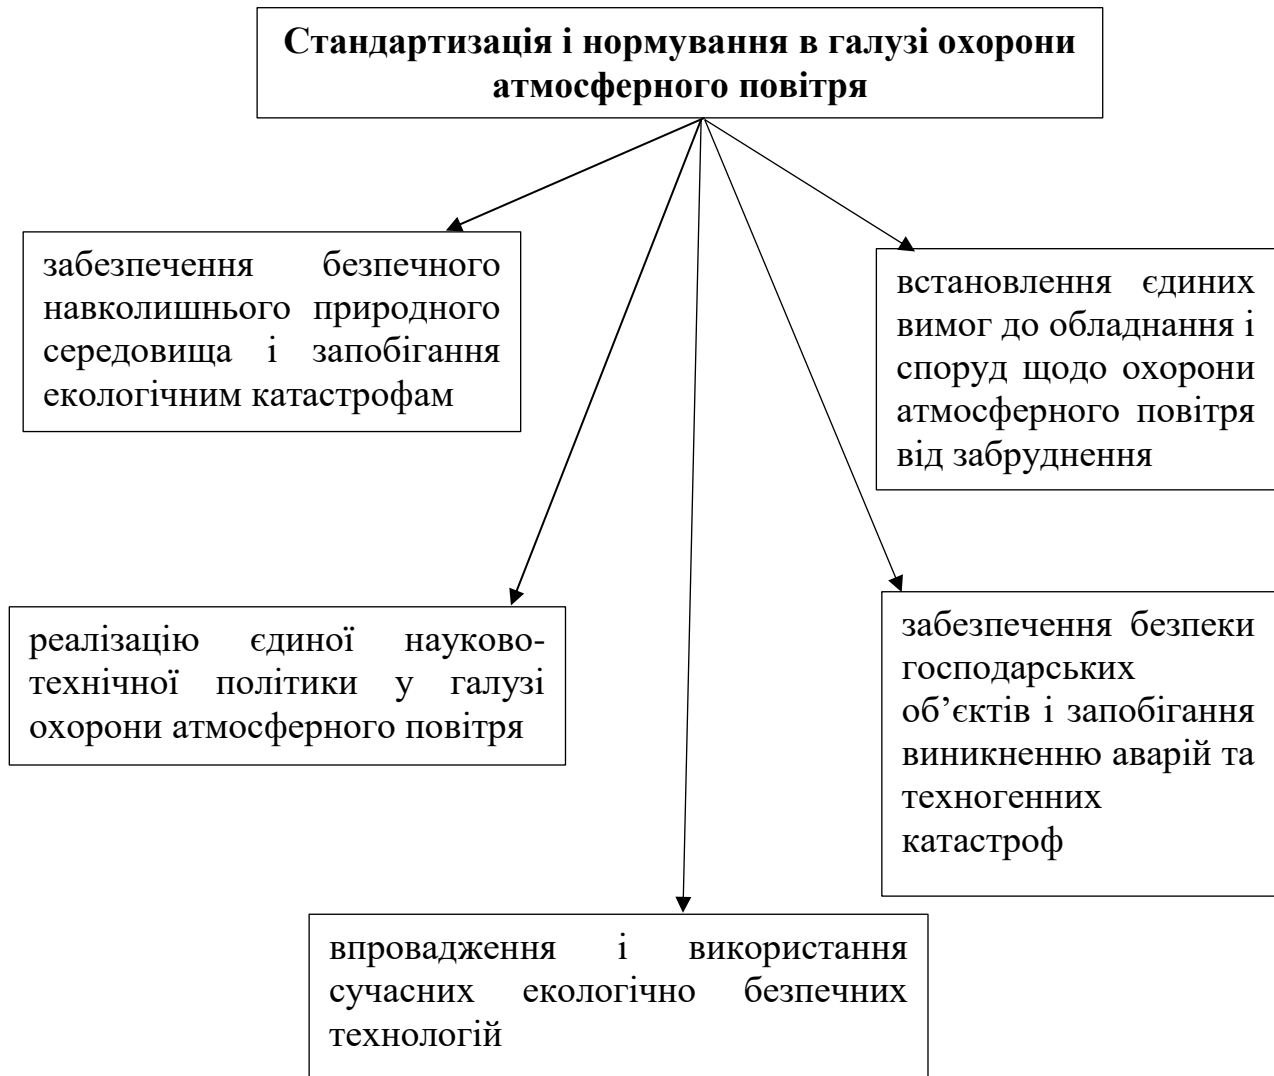 Стандартизація і нормування в галузі охорони
атмосферного повітря
забезпечення безпечного
навколишнього природного
середовища і запобігання
екологічним катастрофам
встановлення єдиних
вимог до обладнання і
споруд щодо охорони
атмосферного повітря
від забруднення
реалізацію єдиної науково-
технічної політики у галузі
охорони атмосферного повітря
забезпечення безпеки
господарських
об’єктів і запобігання
виникненню аварій та
техногенних
катастроф
впровадження і використання
сучасних екологічно безпечних
технологій